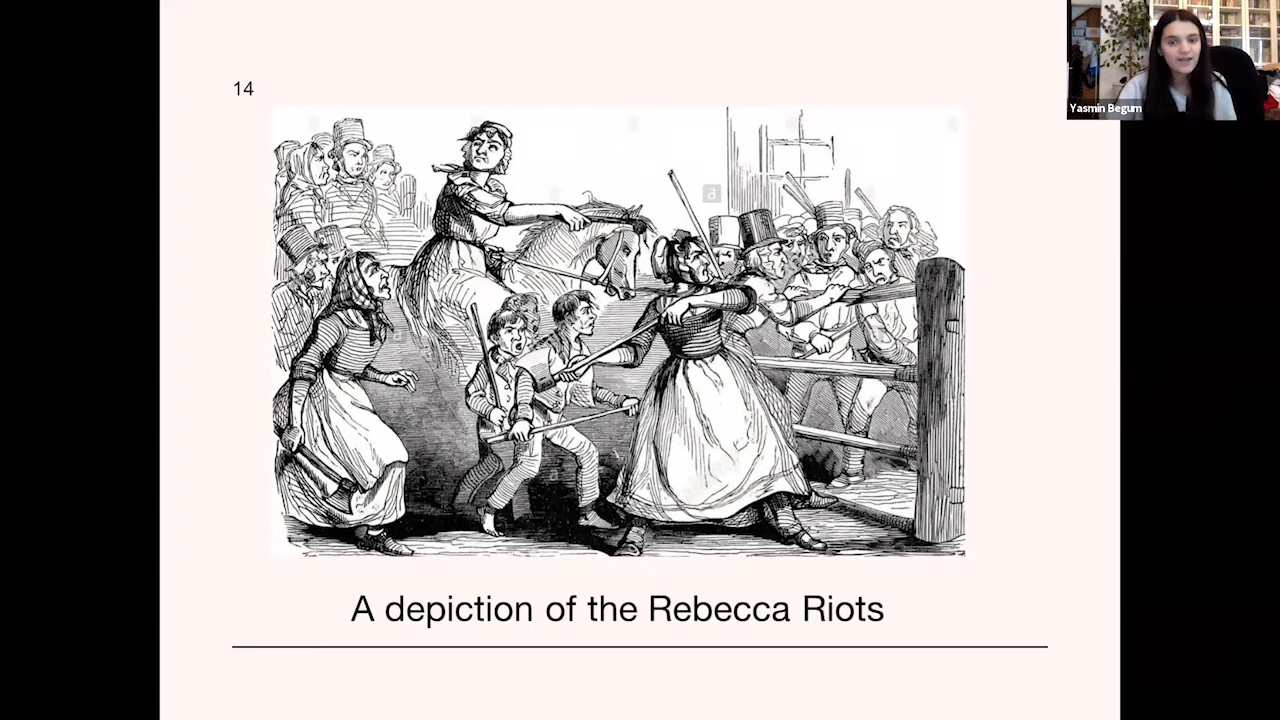 14
Yasmin Begum
a
A depiction of the Rebecca Riots